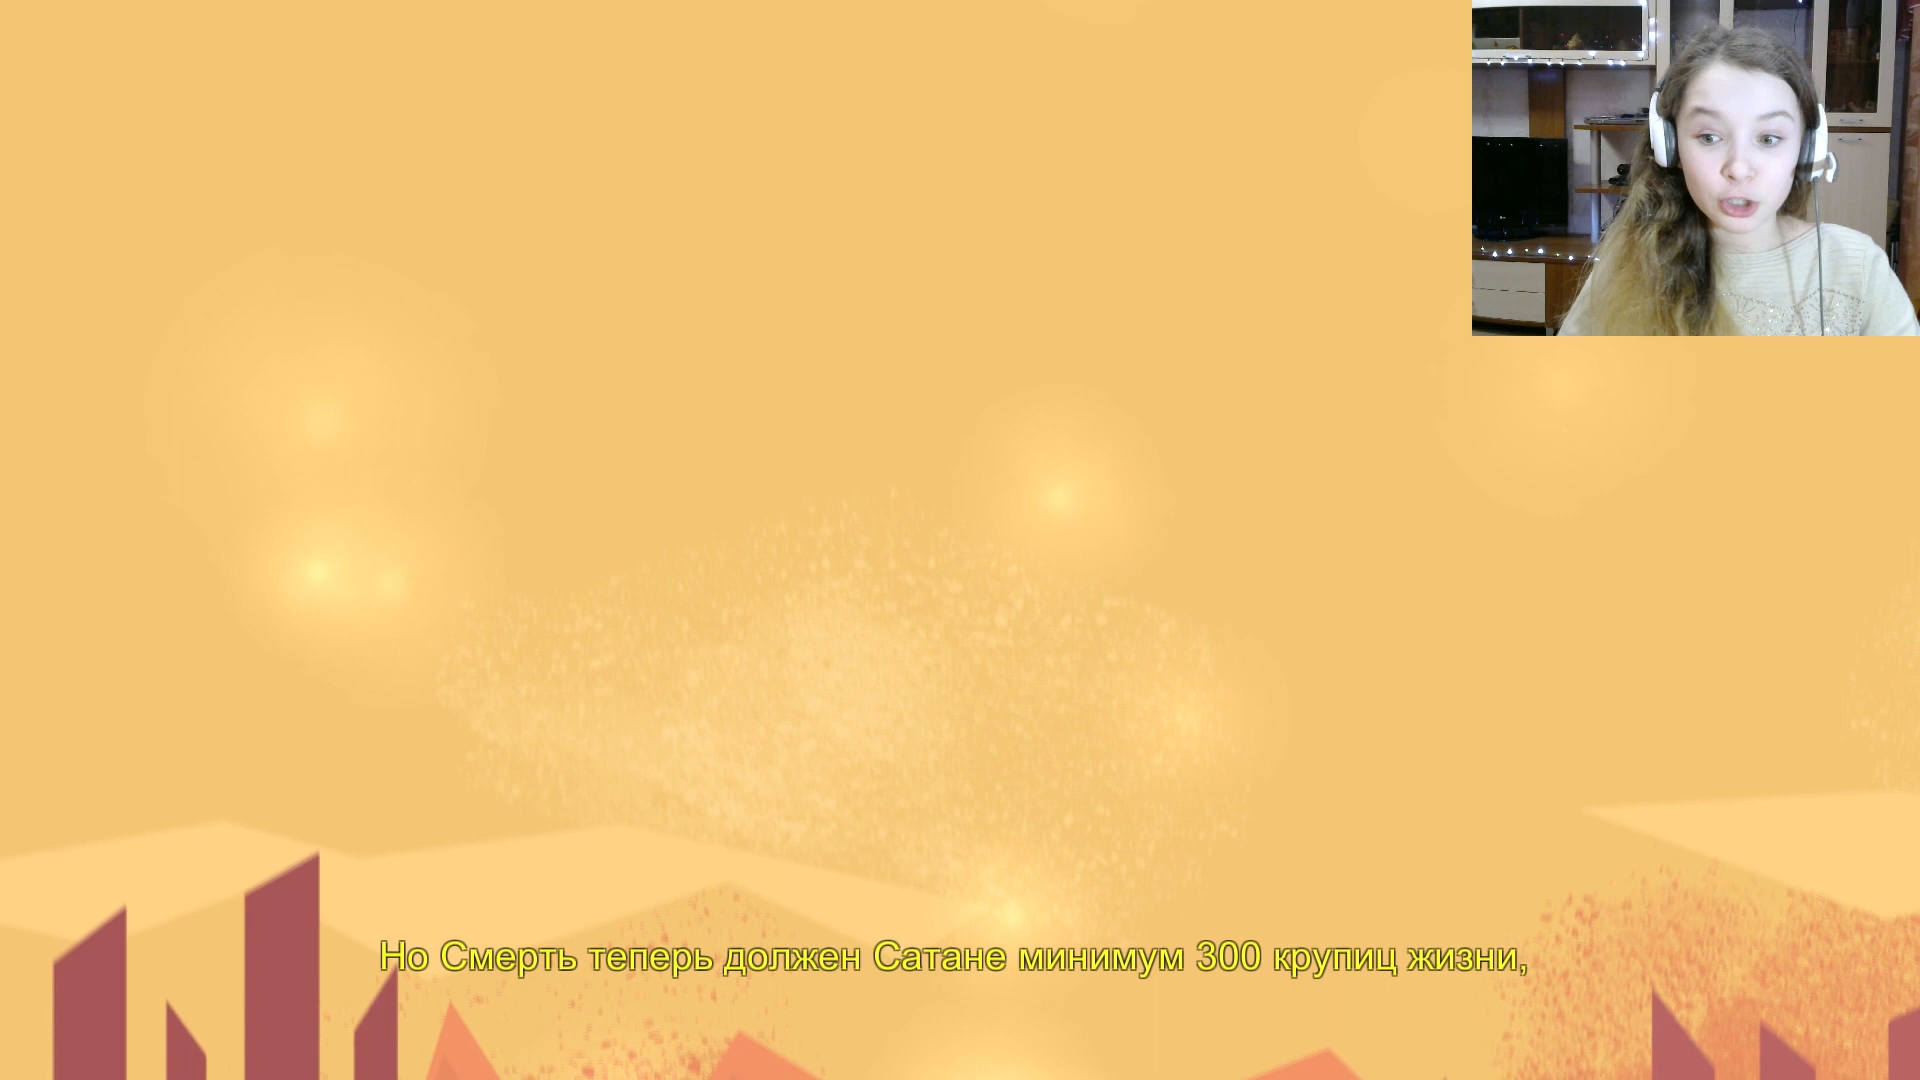 Но Смерть теперь должен Сатане минимум 300 крупиц жизни,